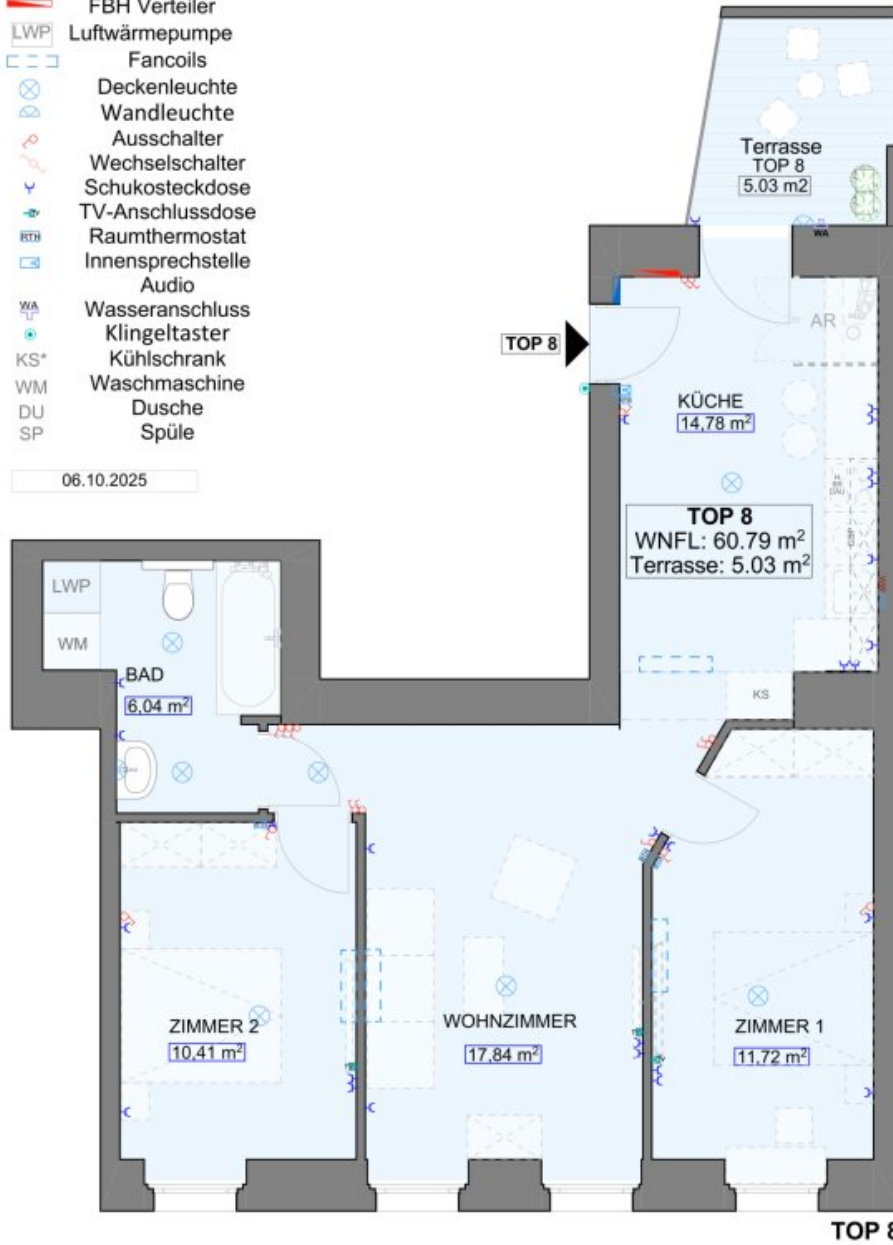 FBH Verteiler
LWP Luftwärmepumpe
Fancoils
Deckenleuchte
Wandleuchte
Ausschalter
Wechselschalter
Schukosteckdose
TV TV-Anschlussdose
RTH Raumthermostat
Innensprechstelle
Audio
WA Wasseranschluss
Klingeltaster
KS* Kühlschrank
WM Waschmaschine
DU Dusche
SP Spüle
06.10.2025
Terrasse
TOP 8
5.03 m2
WA
TOP 8
AR
KÜCHE
14,78 m²
TOP 8
WNFL: 60.79 m²
Terrasse: 5.03 m²
GSP
KS
LWP
WM
BAD
6,04 m²
ZIMMER 2
10,41 m²
WOHNZIMMER
17,84 m²
ZIMMER 1
11,72 m²
TOP 8